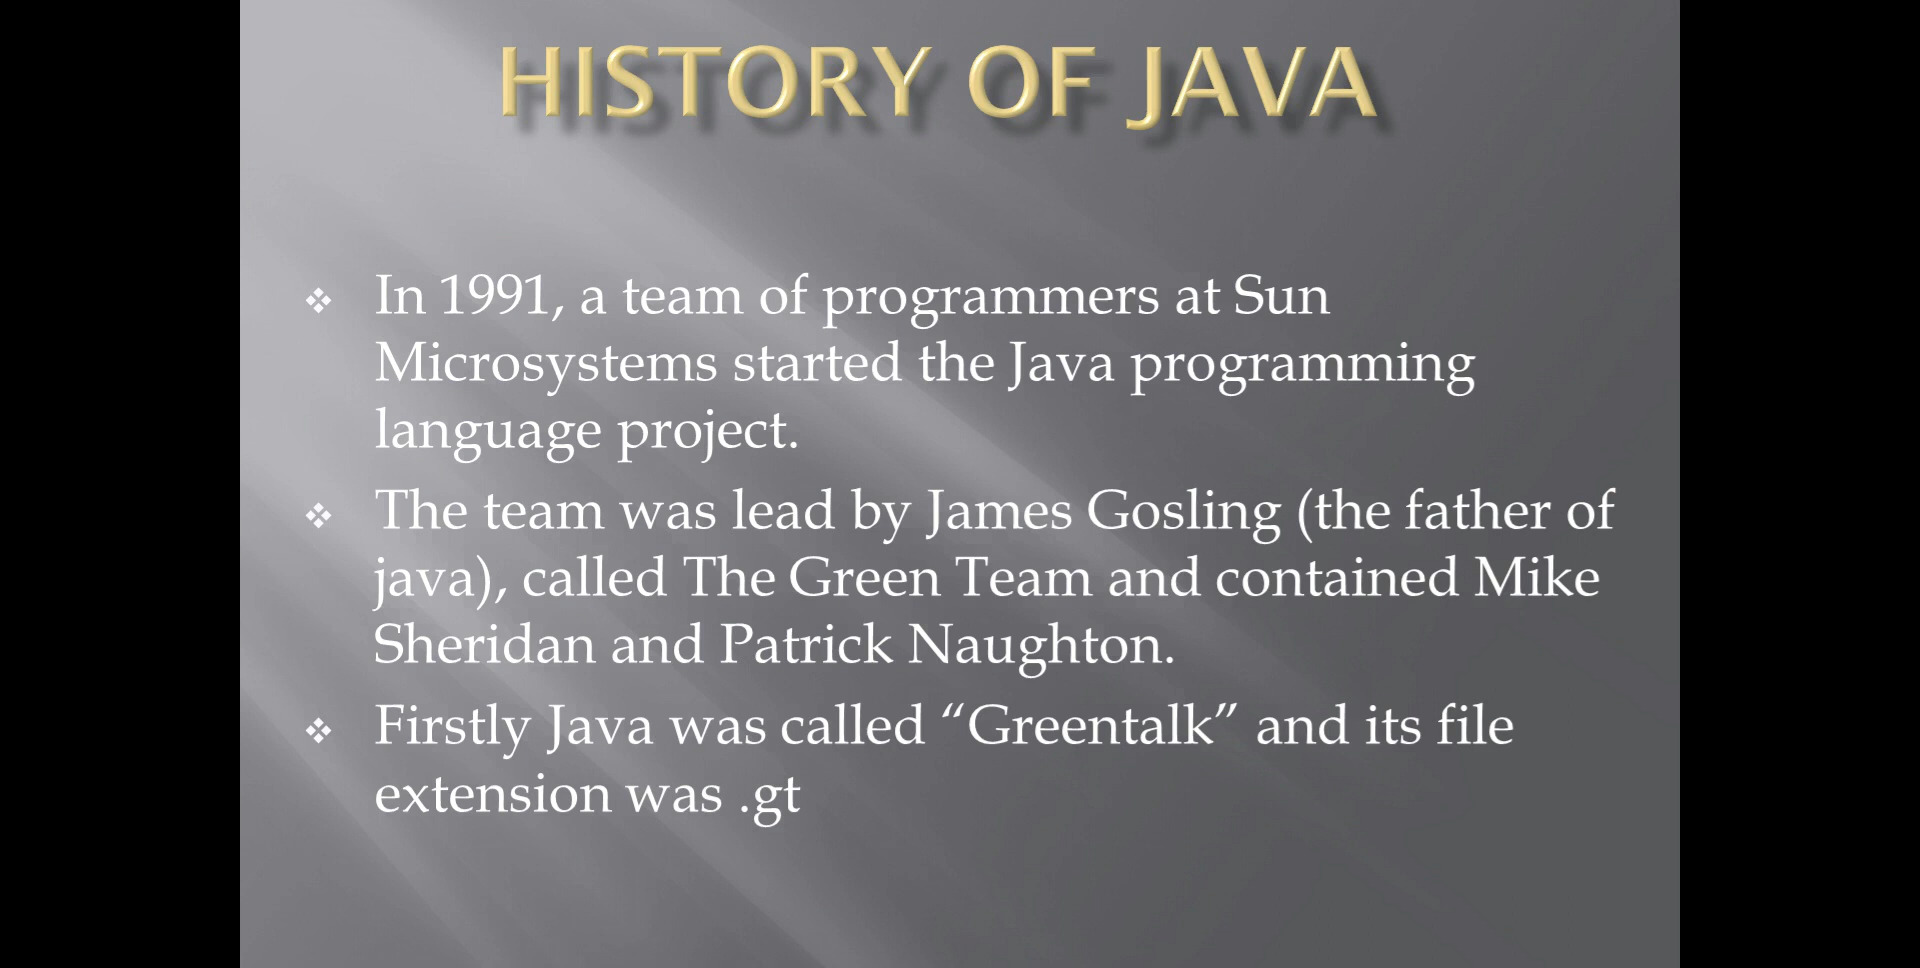 HISTORY OF JAVA
❖ In 1991, a team of programmers at Sun
Microsystems started the Java programming
language project.
❖ The team was lead by James Gosling (the father of
java), called The Green Team and contained Mike
Sheridan and Patrick Naughton.
❖ Firstly Java was called “Greentalk” and its file
extension was .gt